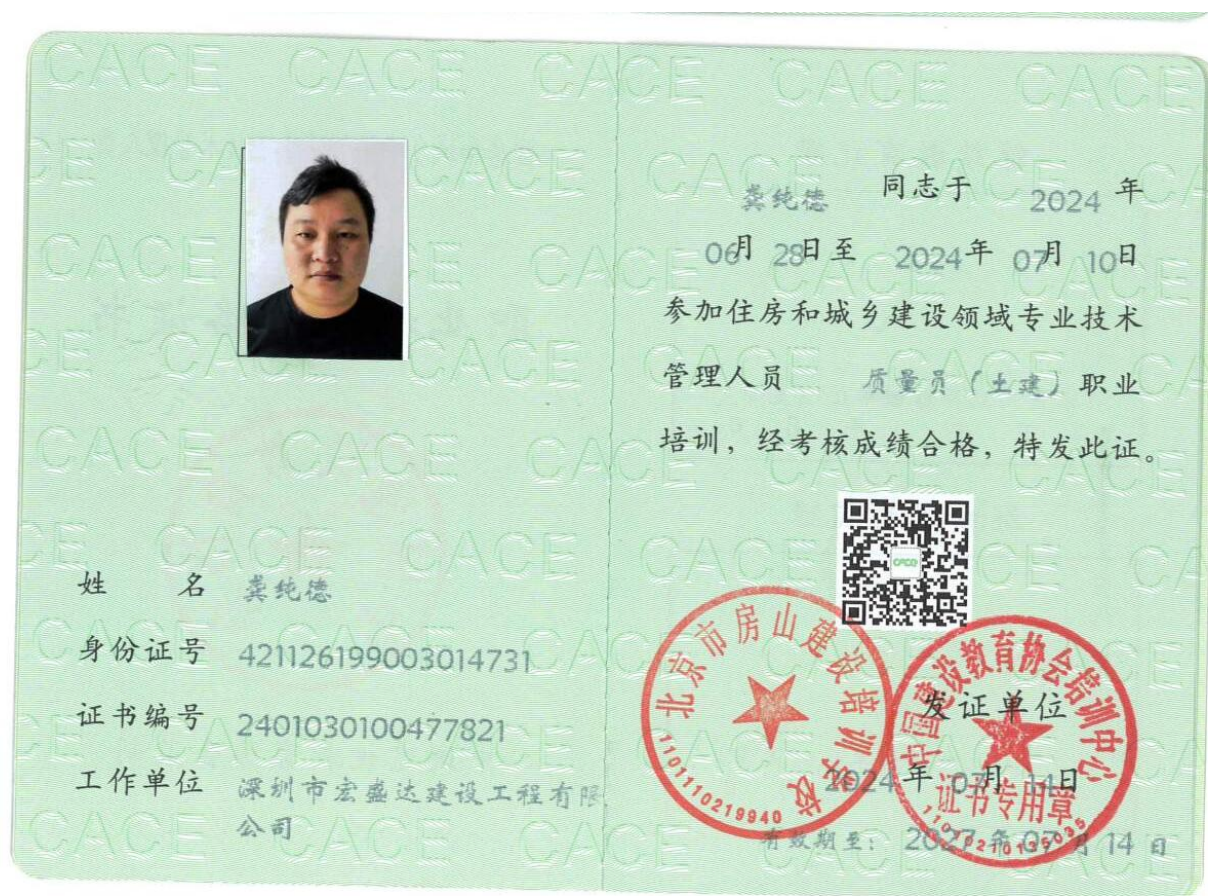 姓 名 龚纯德
身份证号 421126199003014731
证书编号 2401030100477821
工作单位 深圳市宏盛达建设工程有限
公司
龚纯德 同志于 2024 年
06月 28日至 2024年 07月 10日
参加住房和城乡建设领域专业技术
管理人员 质量员（土建）职业
培训，经考核成绩合格，特发此证。
CACE
北京市房山建设培训学校
1101110219940
中国建设教育协会培训中心
证书专用章
11010210135035
发证单位
2024 年 07月 14日
有效期至： 2027 年 07 月 14 日